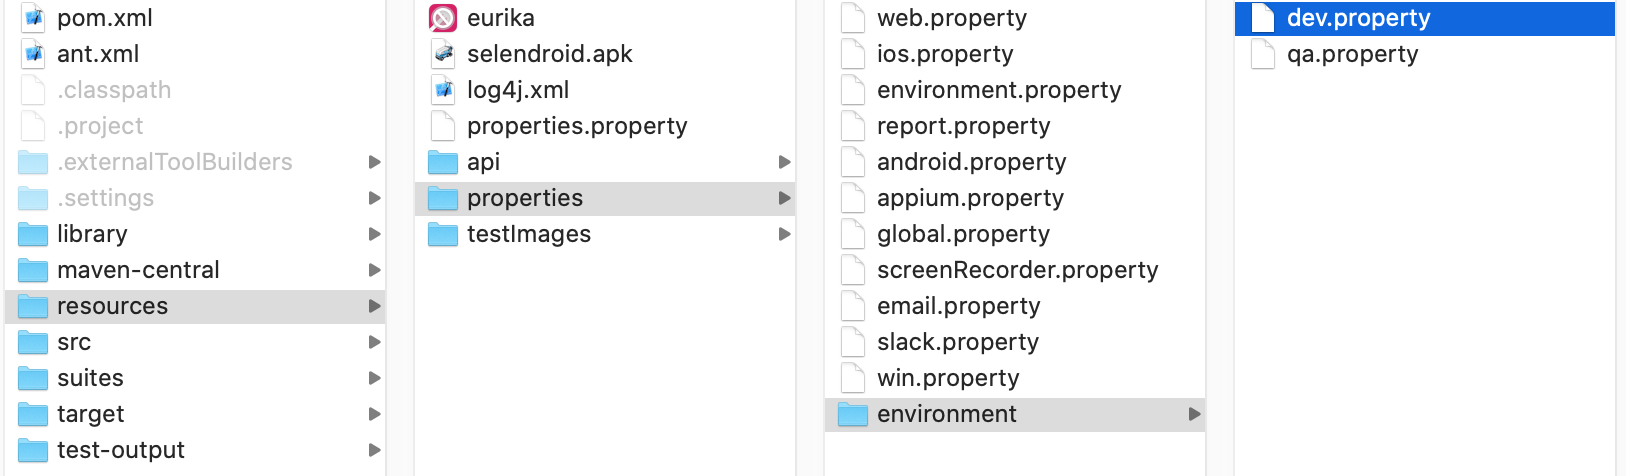 pom.xml
ant.xml
.classpath
.project
.externalToolBuilders
.settings
library
maven-central
resources
src
suites
target
test-output
eurika
selendroid.apk
log4j.xml
properties.property
api
properties
testImages
web.property
ios.property
environment.property
report.property
android.property
appium.property
global.property
screenRecorder.property
email.property
slack.property
win.property
environment
dev.property
qa.property